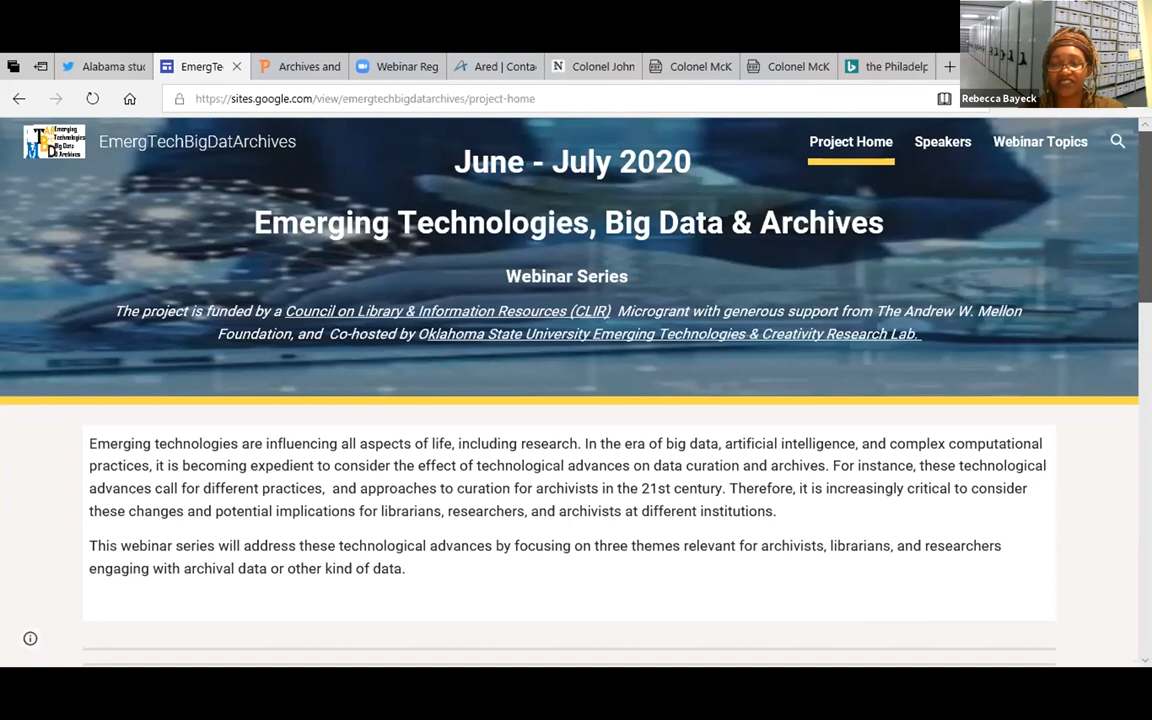 Alabama stu
EmergTe
Archives and
Webinar Reg
Ared | Conta
Colonel John
Colonel McK
Colonel McK
the Philadelp
Rebecca Bayeck
https://sites.google.com/view/emergtechbigdatarchives/project-home
Emerging
Technologies
Big Data
& Archives
EmergTechBigDatArchives
Project Home
Speakers
Webinar Topics
June - July 2020
Emerging Technologies, Big Data & Archives
Webinar Series
The project is funded by a Council on Library & Information Resources (CLIR) Microgrant with generous support from The Andrew W. Mellon
Foundation, and Co-hosted by Oklahoma State University Emerging Technologies & Creativity Research Lab.
Emerging technologies are influencing all aspects of life, including research. In the era of big data, artificial intelligence, and complex computational
practices, it is becoming expedient to consider the effect of technological advances on data curation and archives. For instance, these technological
advances call for different practices, and approaches to curation for archivists in the 21st century. Therefore, it is increasingly critical to consider
these changes and potential implications for librarians, researchers, and archivists at different institutions.
This webinar series will address these technological advances by focusing on three themes relevant for archivists, librarians, and researchers
engaging with archival data or other kind of data.